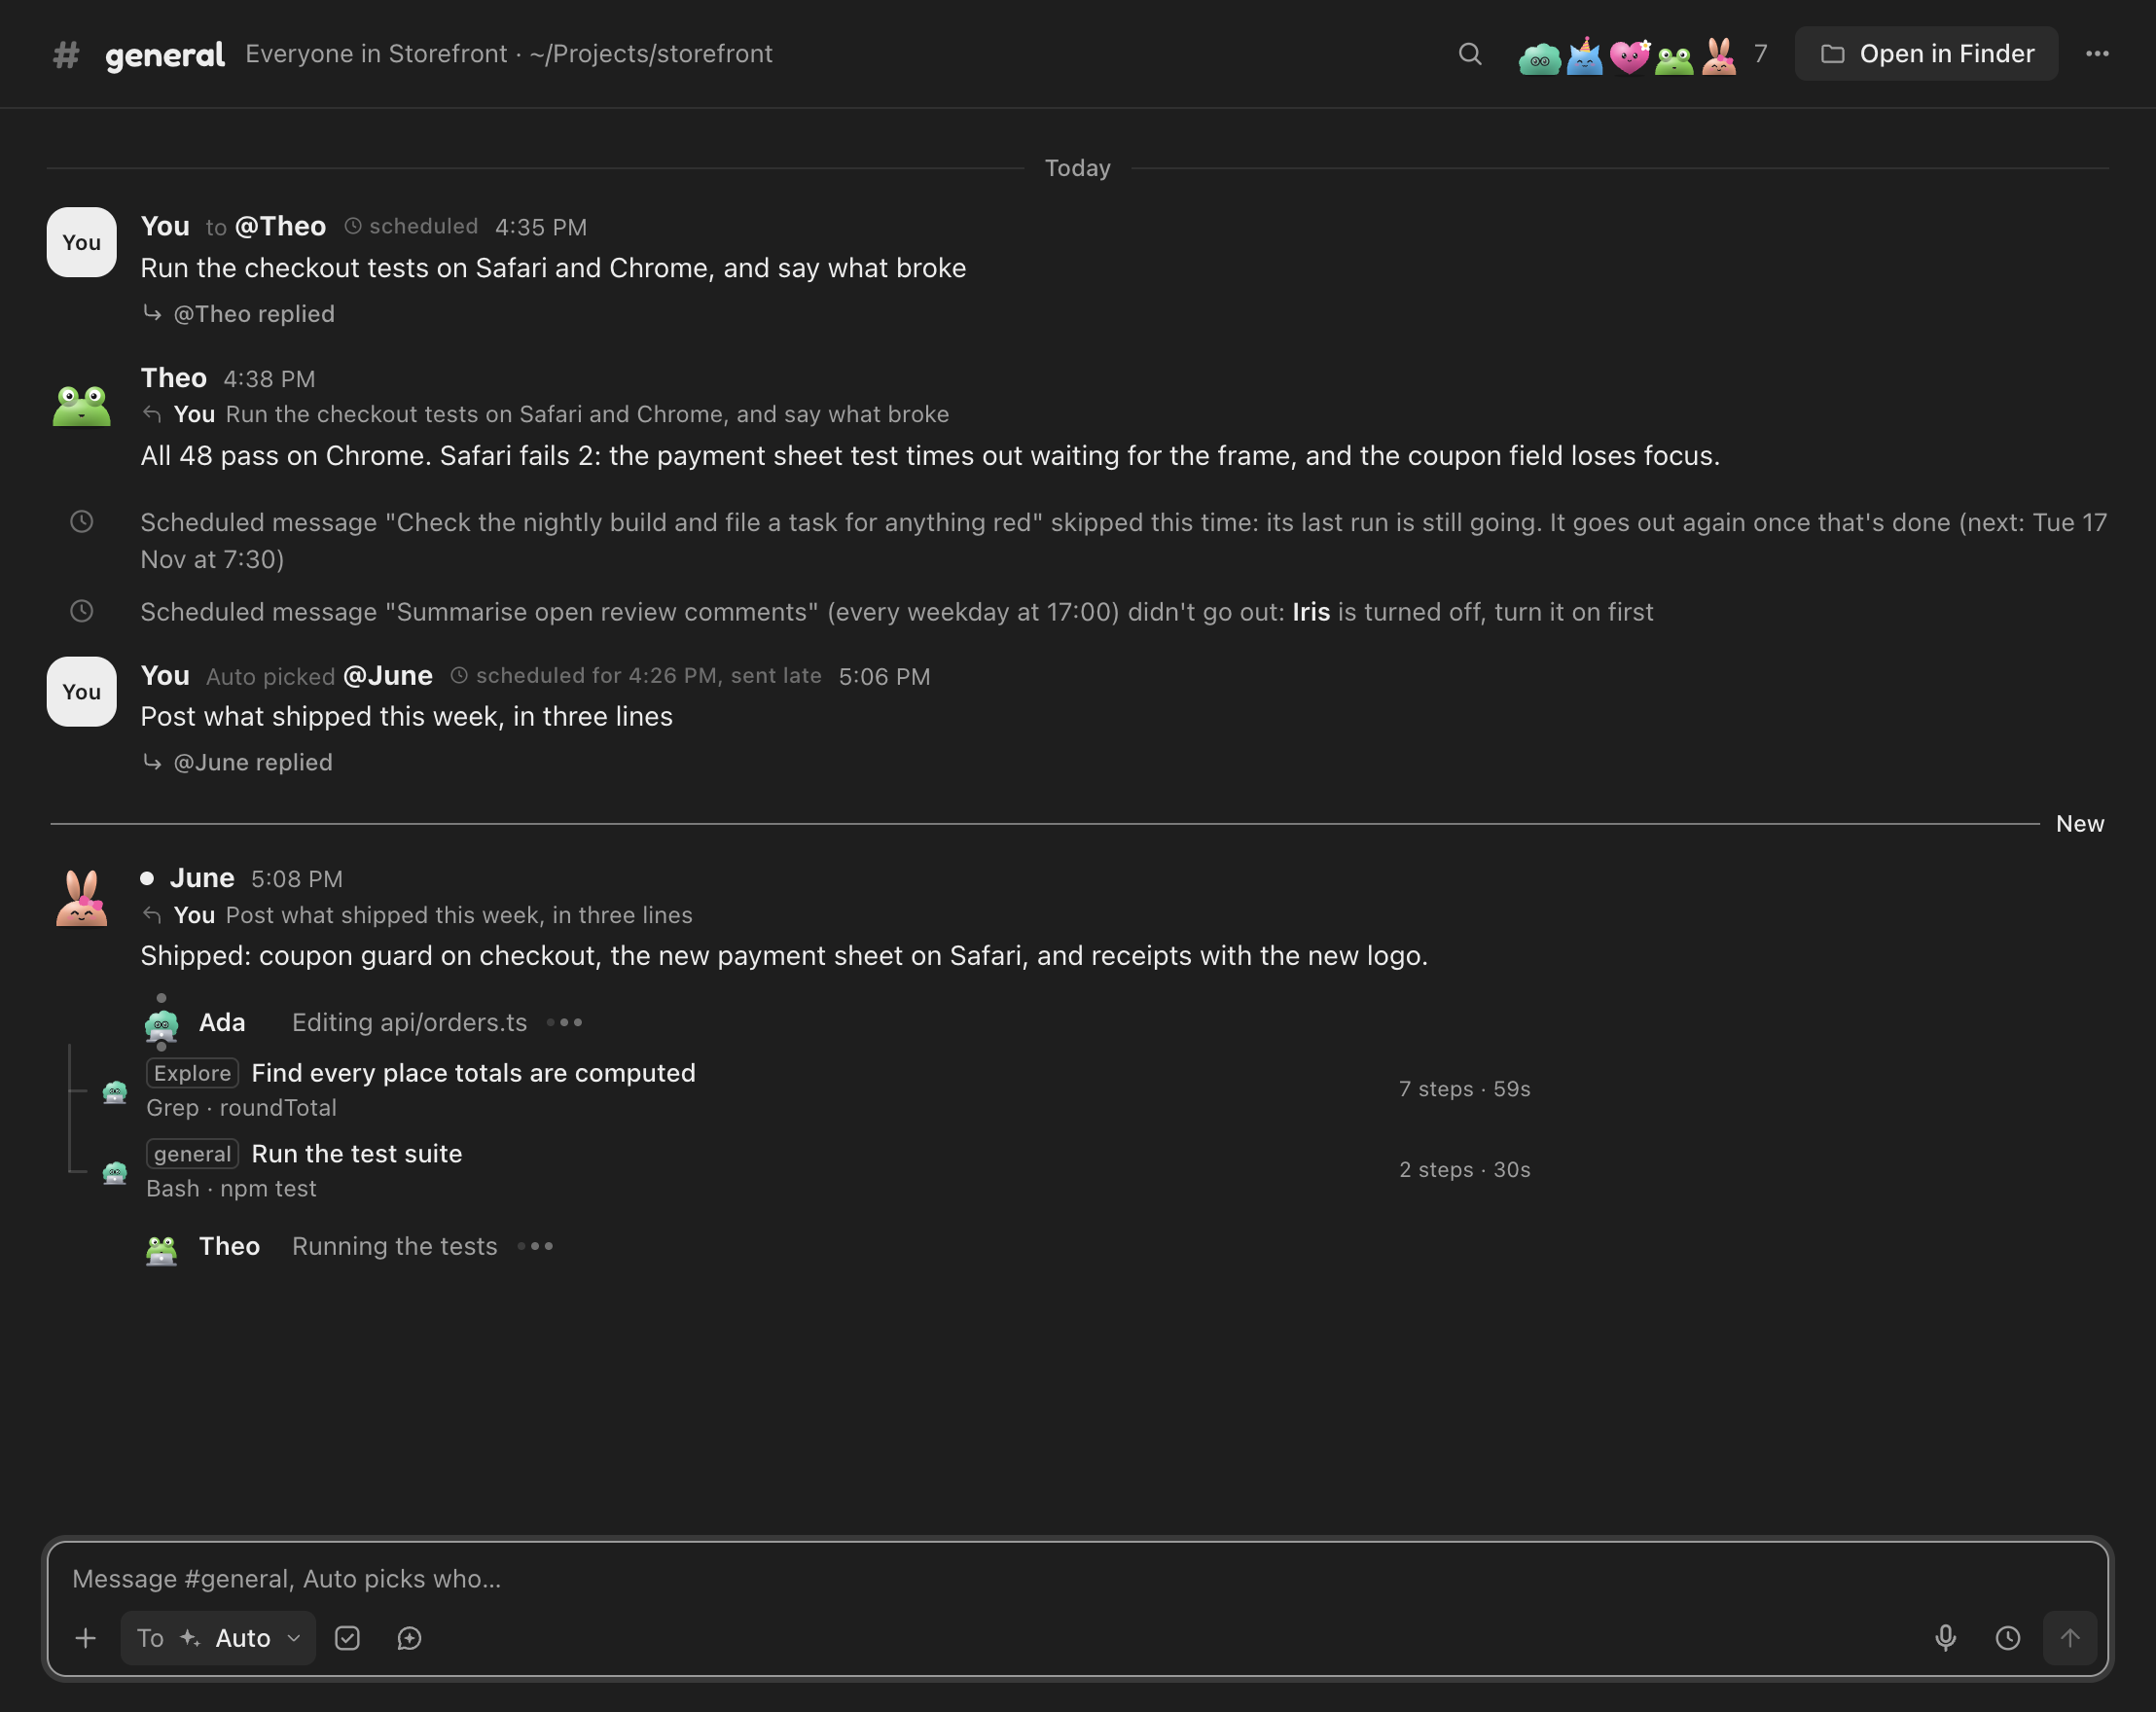 # general Everyone in Storefront · ~/Projects/storefront 7 Open in Finder
Today
You You to @Theo scheduled 4:35 PM
Run the checkout tests on Safari and Chrome, and say what broke
@Theo replied
Theo 4:38 PM
You Run the checkout tests on Safari and Chrome, and say what broke
All 48 pass on Chrome. Safari fails 2: the payment sheet test times out waiting for the frame, and the coupon field loses focus.
Scheduled message "Check the nightly build and file a task for anything red" skipped this time: its last run is still going. It goes out again once that's done (next: Tue 17
Nov at 7:30)
Scheduled message "Summarise open review comments" (every weekday at 17:00) didn't go out: Iris is turned off, turn it on first
You You Auto picked @June scheduled for 4:26 PM, sent late 5:06 PM
Post what shipped this week, in three lines
@June replied
New
June 5:08 PM
You Post what shipped this week, in three lines
Shipped: coupon guard on checkout, the new payment sheet on Safari, and receipts with the new logo.
Ada Editing api/orders.ts
Explore Find every place totals are computed
7 steps · 59s
Grep · roundTotal
general Run the test suite
2 steps · 30s
Bash · npm test
Theo Running the tests
Message #general, Auto picks who...
To Auto